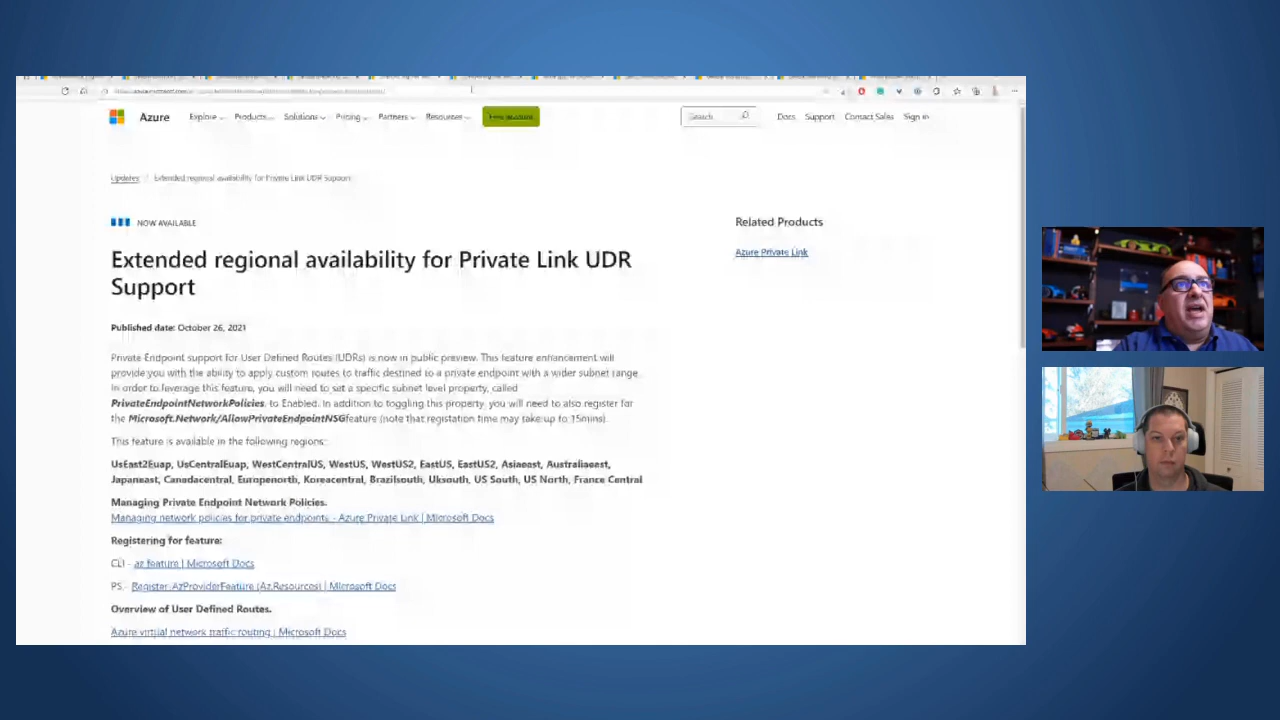 Azure Explore Products Solutions Pricing Partners Resources Free account Search Docs Support Contact Sales Sign in
Updates / Extended regional availability for Private Link UDR Support
NOW AVAILABLE
Related Products
Extended regional availability for Private Link UDR
Support
Azure Private Link
Published date: October 26, 2021
Private Endpoint support for User Defined Routes (UDRs) is now in public preview. This feature enhancement will
provide you with the ability to apply custom routes to traffic destined to a private endpoint with a wider subnet range.
In order to leverage this feature, you will need to set a specific subnet level property, called
PrivateEndpointNetworkPolicies, to Enabled. In addition to toggling this property, you will need to also register for
the Microsoft.Network/AllowPrivateEndpointNSG feature (note that registation time may take up to 15mins).
This feature is available in the following regions:
UsEast2Euap, UsCentralEuap, WestCentralUS, WestUS, WestUS2, EastUS, EastUS2, Asiaeast, Australiaeast,
Japaneast, Canadacentral, Europenorth, Koreacentral, Brazilsouth, Uksouth, US South, US North, France Central
Managing Private Endpoint Network Policies.
Managing network policies for private endpoints - Azure Private Link | Microsoft Docs
Registering for feature:
CLI - az feature | Microsoft Docs
PS - Register-AzProviderFeature (Az.Resources) | Microsoft Docs
Overview of User Defined Routes.
Azure virtual network traffic routing | Microsoft Docs